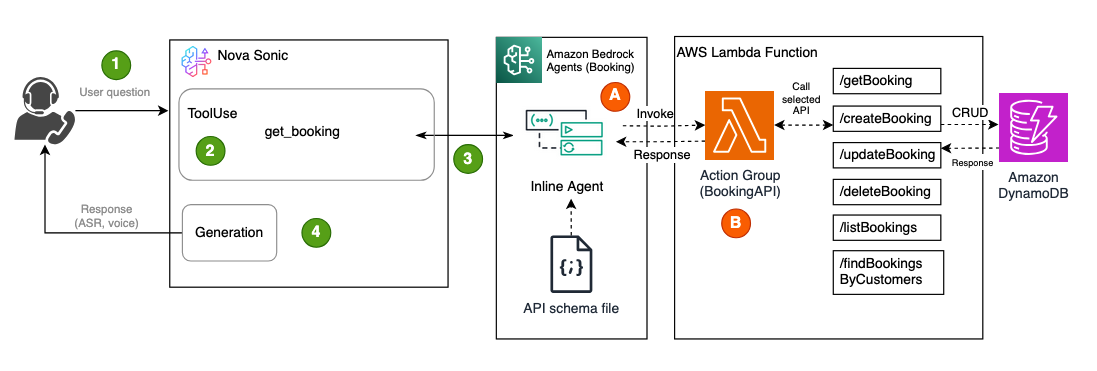 1
User question
Nova Sonic
ToolUse
get_booking
2
3
Response
(ASR, voice)
Generation
4
Amazon Bedrock
Agents (Booking)
A
(•••)
Inline Agent
{;}
API schema file
Invoke
Response
AWS Lambda Function
Action Group
(BookingAPI)
B
Call
selected
API
/getBooking
/createBooking
/updateBooking
/deleteBooking
/listBookings
/findBookings
ByCustomers
CRUD
Response
Amazon
DynamoDB